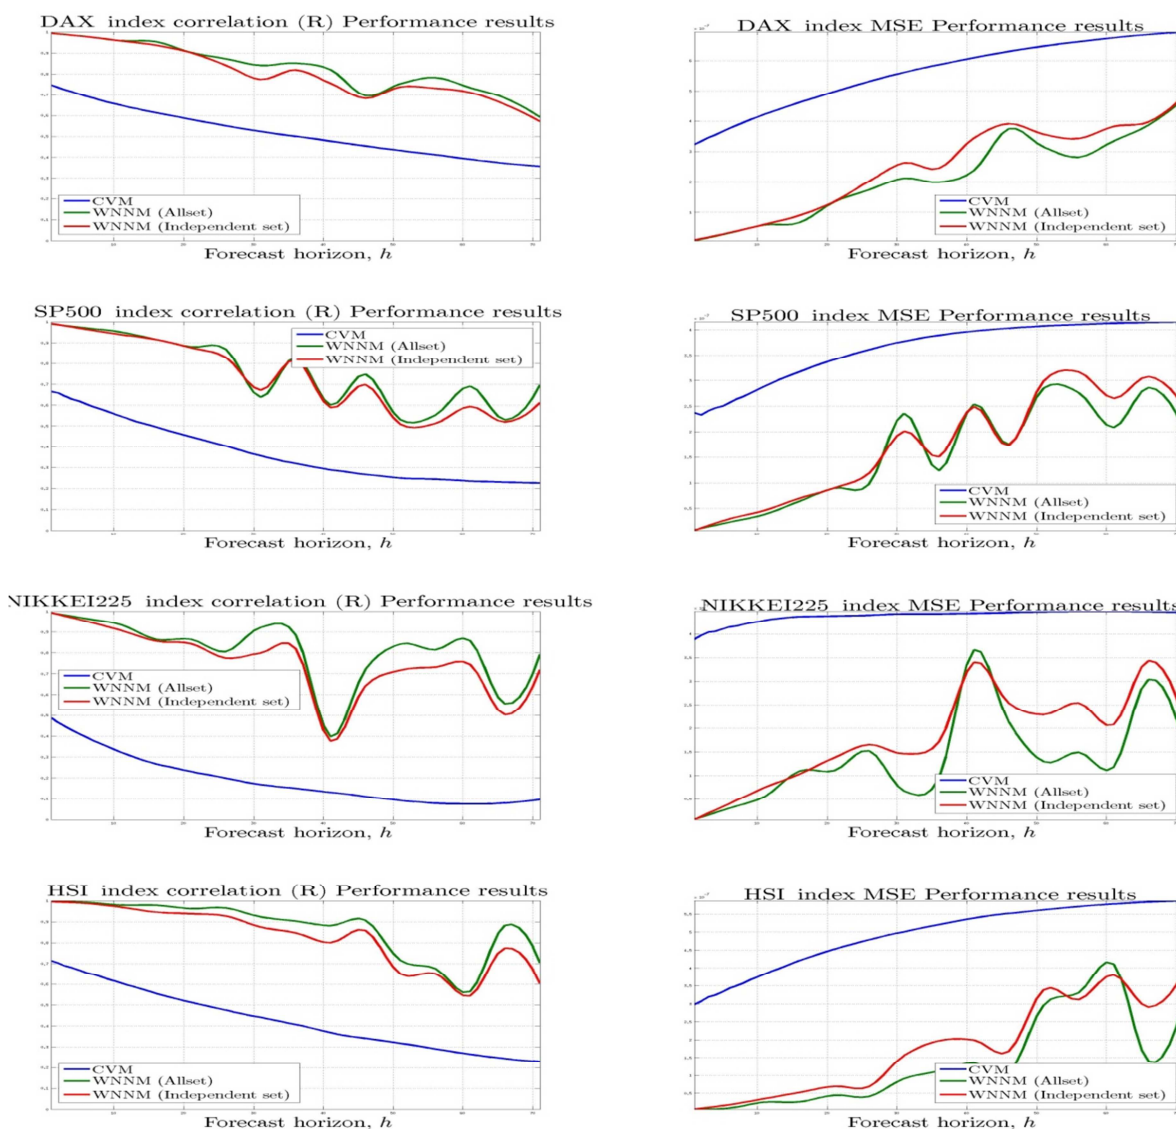 DAX index correlation (R) Performance results
CVM
WNNM (Allset)
WNNM (Independent set)
Forecast horizon, h
DAX index MSE Performance results
CVM
WNNM (Allset)
WNNM (Independent set)
Forecast horizon, h
SP500 index correlation (R) Performance results
CVM
WNNM (Allset)
WNNM (Independent set)
Forecast horizon, h
SP500 index MSE Performance results
CVM
WNNM (Allset)
WNNM (Independent set)
Forecast horizon, h
NIKKEI225 index correlation (R) Performance results
CVM
WNNM (Allset)
WNNM (Independent set)
Forecast horizon, h
NIKKEI225 index MSE Performance results
CVM
WNNM (Allset)
WNNM (Independent set)
Forecast horizon, h
HSI index correlation (R) Performance results
CVM
WNNM (Allset)
WNNM (Independent set)
Forecast horizon, h
HSI index MSE Performance results
CVM
WNNM (Allset)
WNNM (Independent set)
Forecast horizon, h